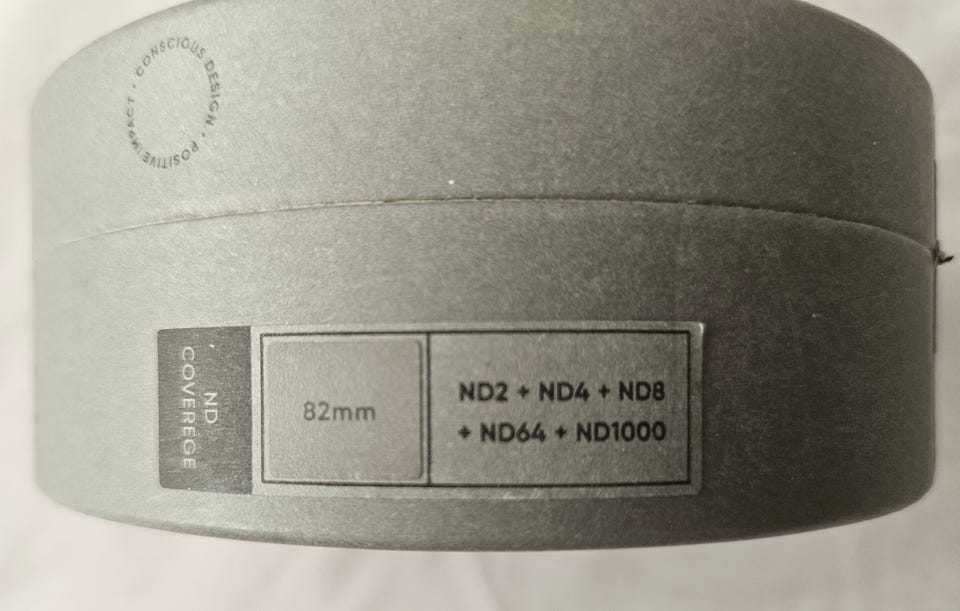 CONSCIOUS DESIGN · POSITIVE IMPACT ·
ND
COVEREGE
82mm
ND2 + ND4 + ND8
+ ND64 + ND1000